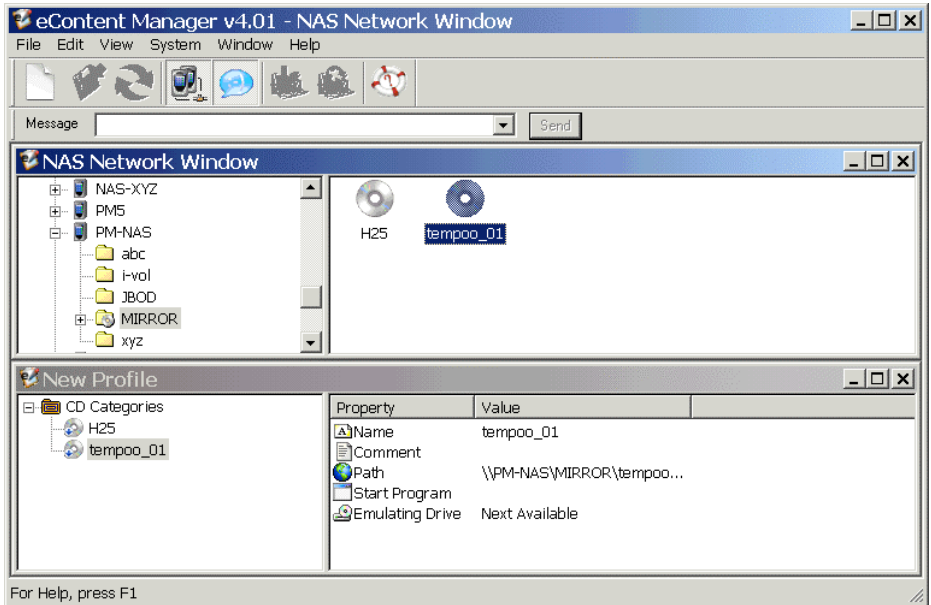 eContent Manager v4.01 - NAS Network Window
File Edit View System Window Help
Message Send
NAS Network Window
NAS-XYZ
PM5
PM-NAS
abc
i-vol
JBOD
MIRROR
xyz
H25 tempoo_01
New Profile
CD Categories
H25
tempoo_01
Property Value
Name tempoo_01
Comment
Path \\PM-NAS\MIRROR\tempoo...
Start Program
Emulating Drive Next Available
For Help, press F1